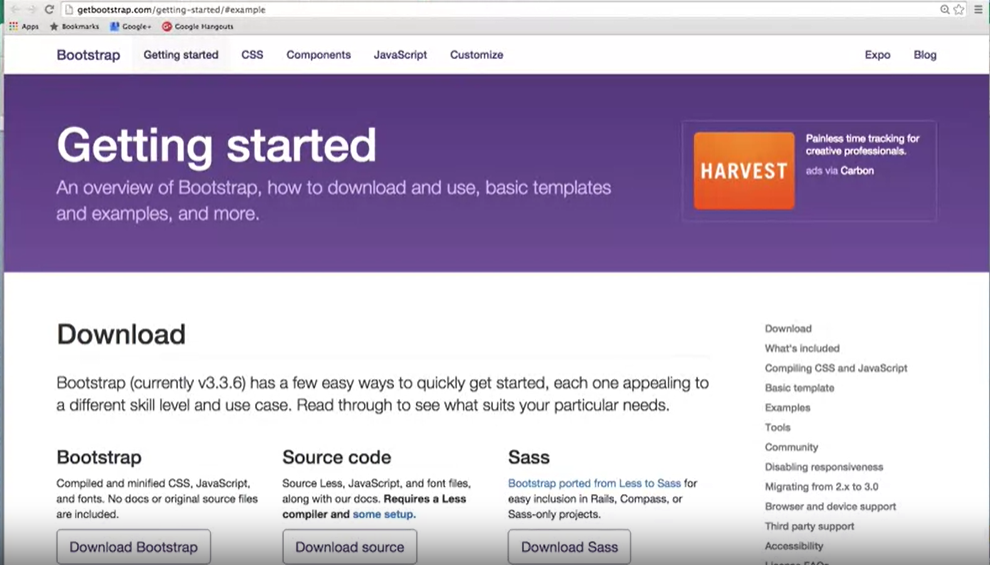 getbootstrap.com/getting-started/#example
Apps Bookmarks Google+ Google Hangouts
Bootstrap Getting started CSS Components JavaScript Customize Expo Blog
Getting started
An overview of Bootstrap, how to download and use, basic templates
and examples, and more.
HARVEST
Painless time tracking for
creative professionals.
ads via Carbon
Download
Bootstrap (currently v3.3.6) has a few easy ways to quickly get started, each one appealing to
a different skill level and use case. Read through to see what suits your particular needs.
Bootstrap
Compiled and minified CSS, JavaScript,
and fonts. No docs or original source files
are included.
Download Bootstrap
Source code
Source Less, JavaScript, and font files,
along with our docs. Requires a Less
compiler and some setup.
Download source
Sass
Bootstrap ported from Less to Sass for
easy inclusion in Rails, Compass, or
Sass-only projects.
Download Sass
Download
What's included
Compiling CSS and JavaScript
Basic template
Examples
Tools
Community
Disabling responsiveness
Migrating from 2.x to 3.0
Browser and device support
Third party support
Accessibility